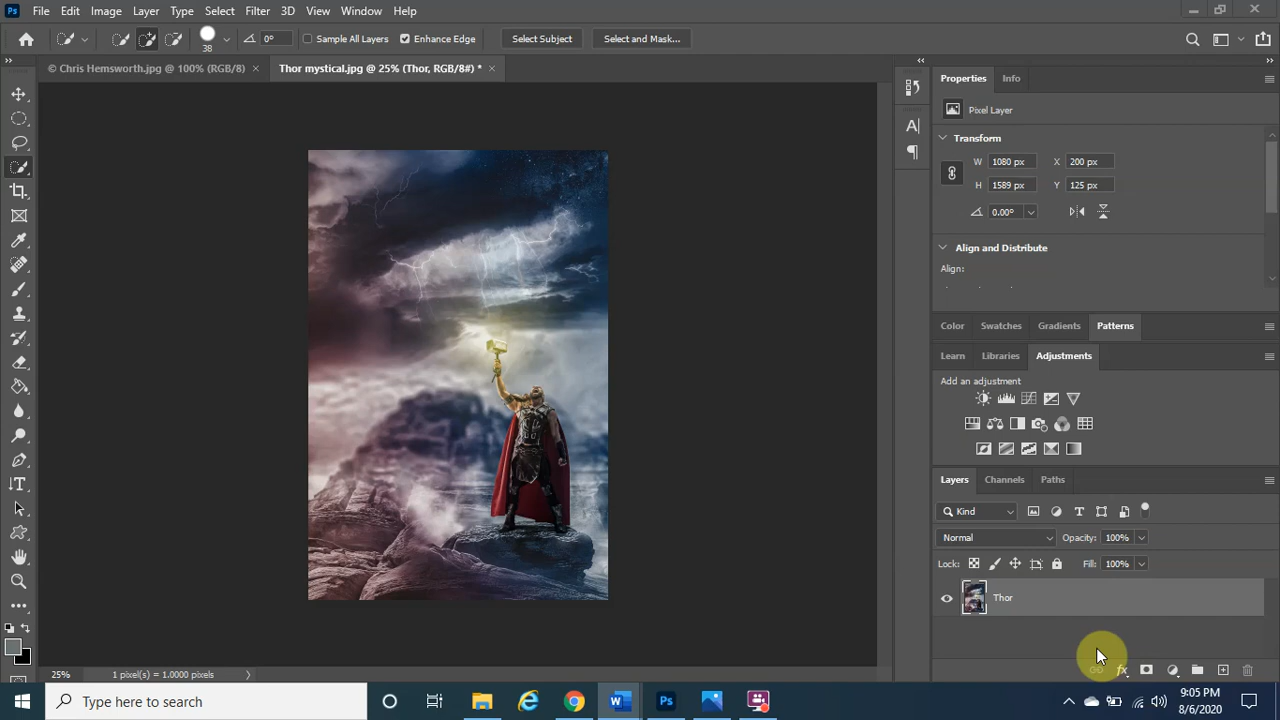 Ps File Edit Image Layer Type Select Filter 3D View Window Help
38 0° Sample All Layers Enhance Edge Select Subject Select and Mask...
© Chris Hemsworth.jpg @ 100% (RGB/8) × Thor mystical.jpg @ 25% (Thor, RGB/8#) * ×
Properties Info
Pixel Layer
Transform
W 1080 px X 200 px
H 1589 px Y 125 px
0.00°
Align and Distribute
Align:
Color Swatches Gradients Patterns
Learn Libraries Adjustments
Add an adjustment
Layers Channels Paths
Kind
Normal Opacity: 100%
Lock: Fill: 100%
Thor
fx
25% 1 pixel(s) = 1.0000 pixels
Type here to search
9:05 PM
8/6/2020